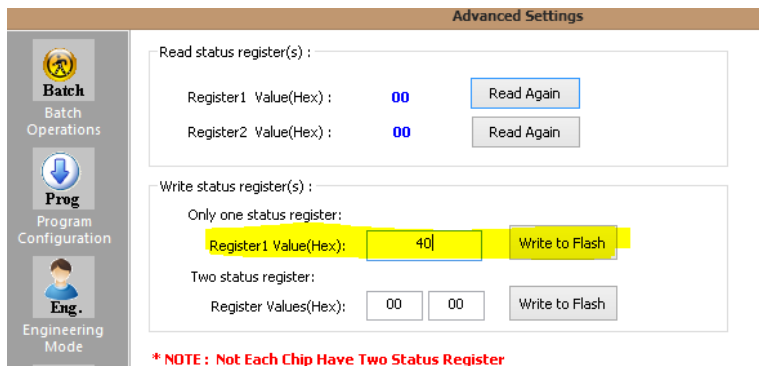 Advanced Settings
Batch
Batch
Operations
Prog
Program
Configuration
Eng.
Engineering
Mode
Read status register(s) :
Register1 Value(Hex) : 00 Read Again
Register2 Value(Hex) : 00 Read Again
Write status register(s) :
Only one status register:
Register1 Value(Hex): 40 Write to Flash
Two status register:
Register Values(Hex): 00 00 Write to Flash
* NOTE : Not Each Chip Have Two Status Register